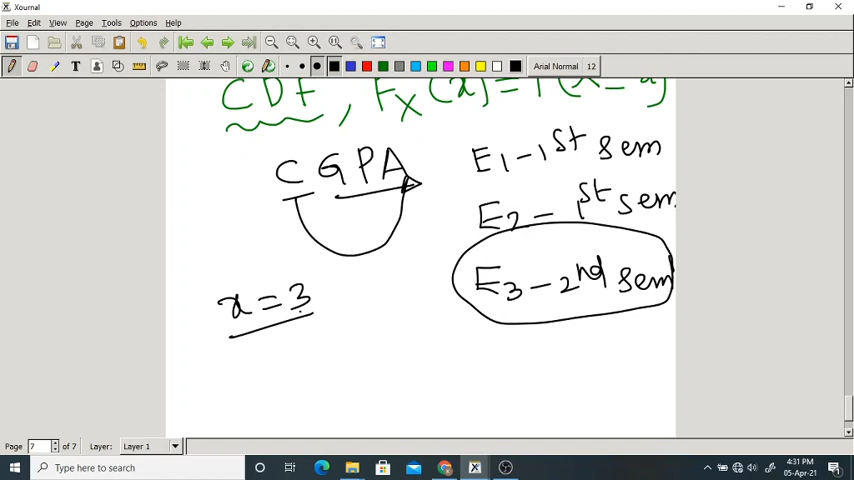 Xournal
File Edit View Page Tools Options Help
T Arial Normal 12
CDF, F_X(x) =
CGPA
E1 - 1st sem
E2 - 1st sem
E3 - 2nd sem
x = 3
Page 7 of 7 Layer: Layer 1
Type here to search
4:31 PM
05-Apr-21